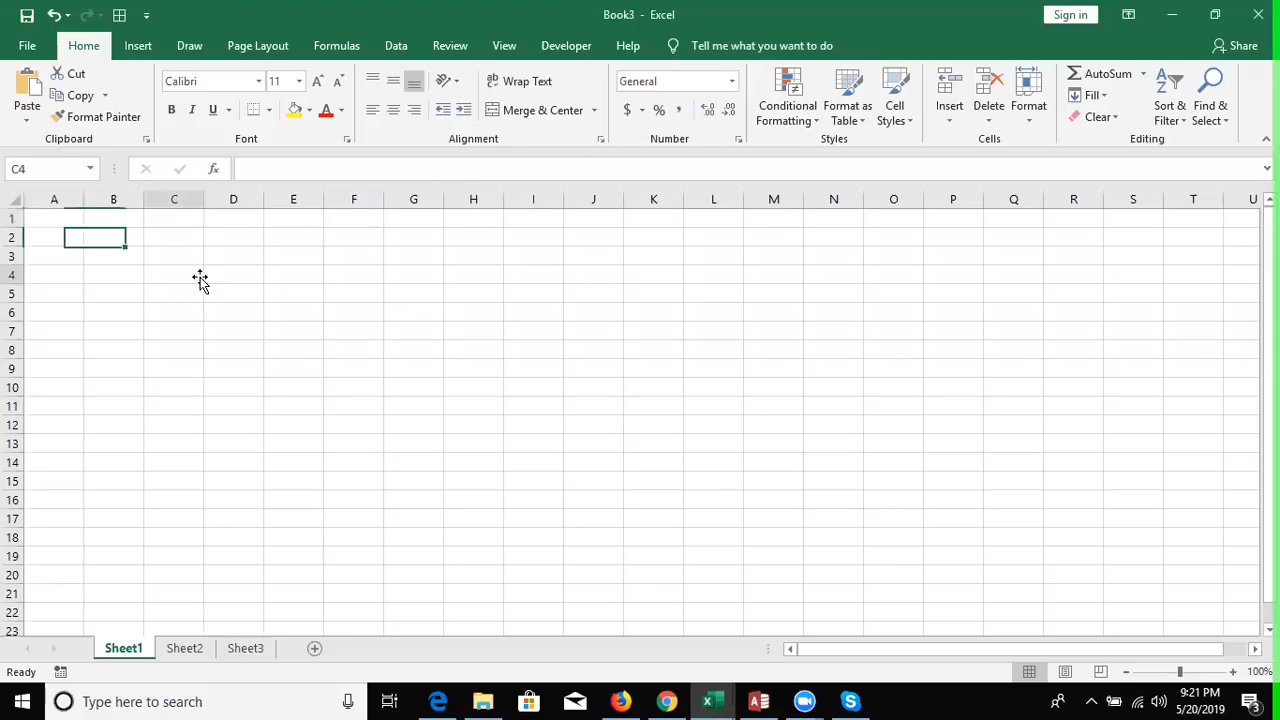 Book3 - Excel
Sign in
File Home Insert Draw Page Layout Formulas Data Review View Developer Help Tell me what you want to do Share
Paste
Cut
Copy
Format Painter
Clipboard
Calibri 11
B I U
Font
Wrap Text
Merge & Center
Alignment
General
$ % ,
Number
Conditional Formatting
Format as Table
Cell Styles
Styles
Insert
Delete
Format
Cells
AutoSum
Fill
Clear
Sort & Filter
Find & Select
Editing
C4
fx
A B C D E F G H I J K L M N O P Q R S T U
1
2
3
4
5
6
7
8
9
10
11
12
13
14
15
16
17
18
19
20
21
22
23
Sheet1 Sheet2 Sheet3
Ready
100%
Type here to search
9:21 PM
5/20/2019
3